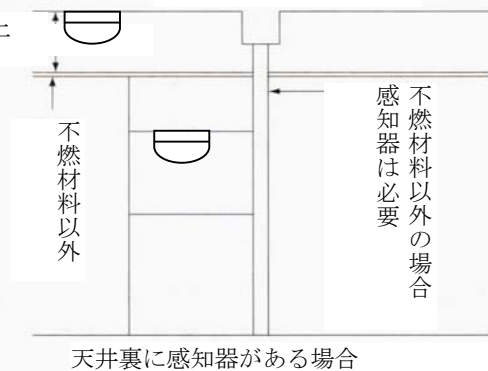 不燃材料以外
不燃材料以外の場合
感知器は必要
天井裏に感知器がある場合